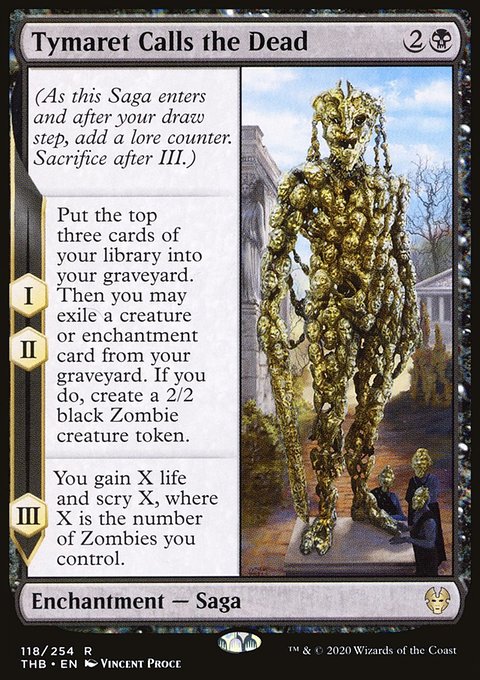 Tymaret Calls the Dead 2
(As this Saga enters
and after your draw
step, add a lore counter.
Sacrifice after III.)
I
II
Put the top
three cards of
your library into
your graveyard.
Then you may
exile a creature
or enchantment
card from your
graveyard. If you
do, create a 2/2
black Zombie
creature token.
III
You gain X life
and scry X, where
X is the number
of Zombies you
control.
Enchantment — Saga
118/254 R
THB • EN Vincent Proce
™ & © 2020 Wizards of the Coast